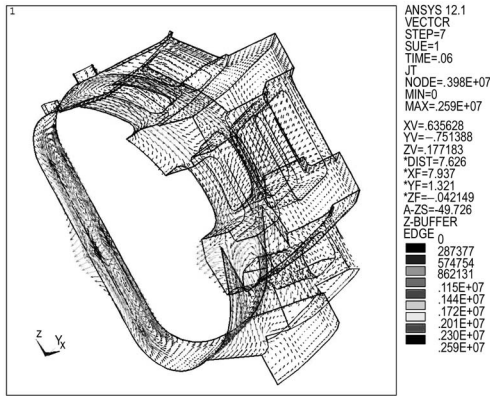 1
ANSYS 12.1
VECTCR
STEP=7
SUE=1
TIME=.06
JT
NODE=.398E+07
MIN=0
MAX=.259E+07
XV=.635628
YV=-.751388
ZV=.177183
*DIST=7.626
*XF=7.937
*YF=1.321
*ZF=-.042149
A-ZS=-49.726
Z-BUFFER
EDGE
0
287377
574754
862131
.115E+07
.144E+07
.172E+07
.201E+07
.230E+07
.259E+07
Z
Y
X